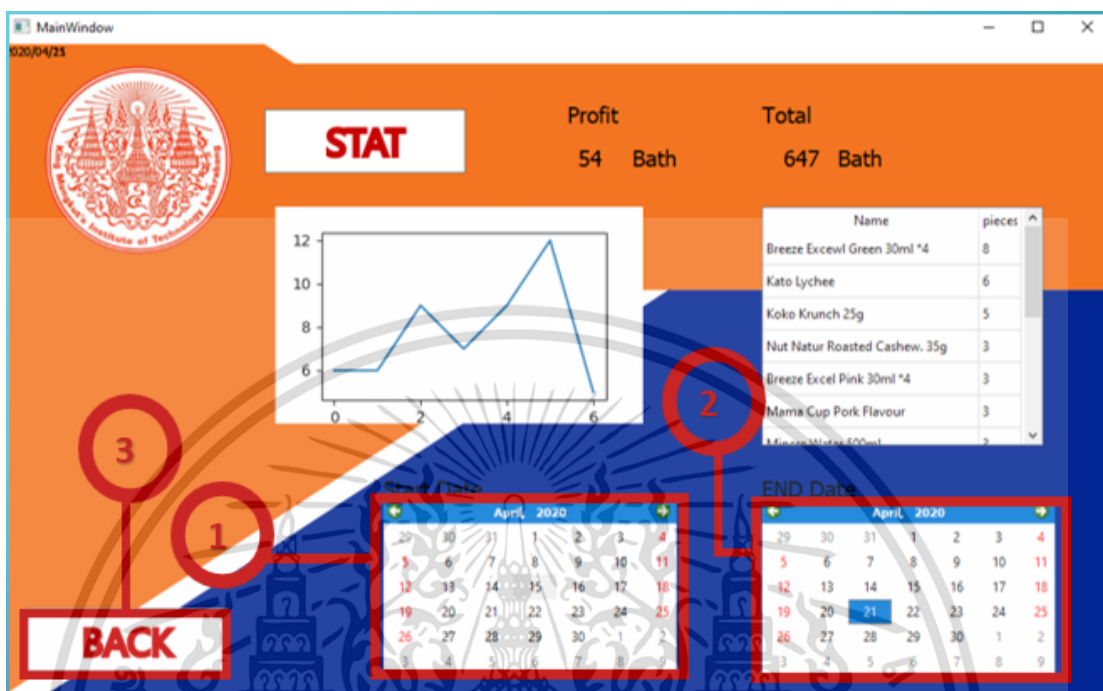 MainWindow
2020/04/25
King Mongkut's Institute of Technology Ladkrabang
STAT
Profit
54 Bath
Total
647 Bath
12
10
8
6
0 2 4 6
Name pieces
Breeze Excewl Green 30ml *4 8
Kato Lychee 6
Koko Krunch 25g 5
Nut Natur Roasted Cashew. 35g 3
Breeze Excel Pink 30ml *4 3
Mama Cup Pork Flavour 3
2
3
1
Start Date
April, 2020
29 30 31 1 2 3 4
5 6 7 8 9 10 11
12 13 14 15 16 17 18
19 20 21 22 23 24 25
26 27 28 29 30 1 2
3 4 5 6 7 8 9
END Date
April, 2020
29 30 31 1 2 3 4
5 6 7 8 9 10 11
12 13 14 15 16 17 18
19 20 21 22 23 24 25
26 27 28 29 30 1 2
3 4 5 6 7 8 9
BACK